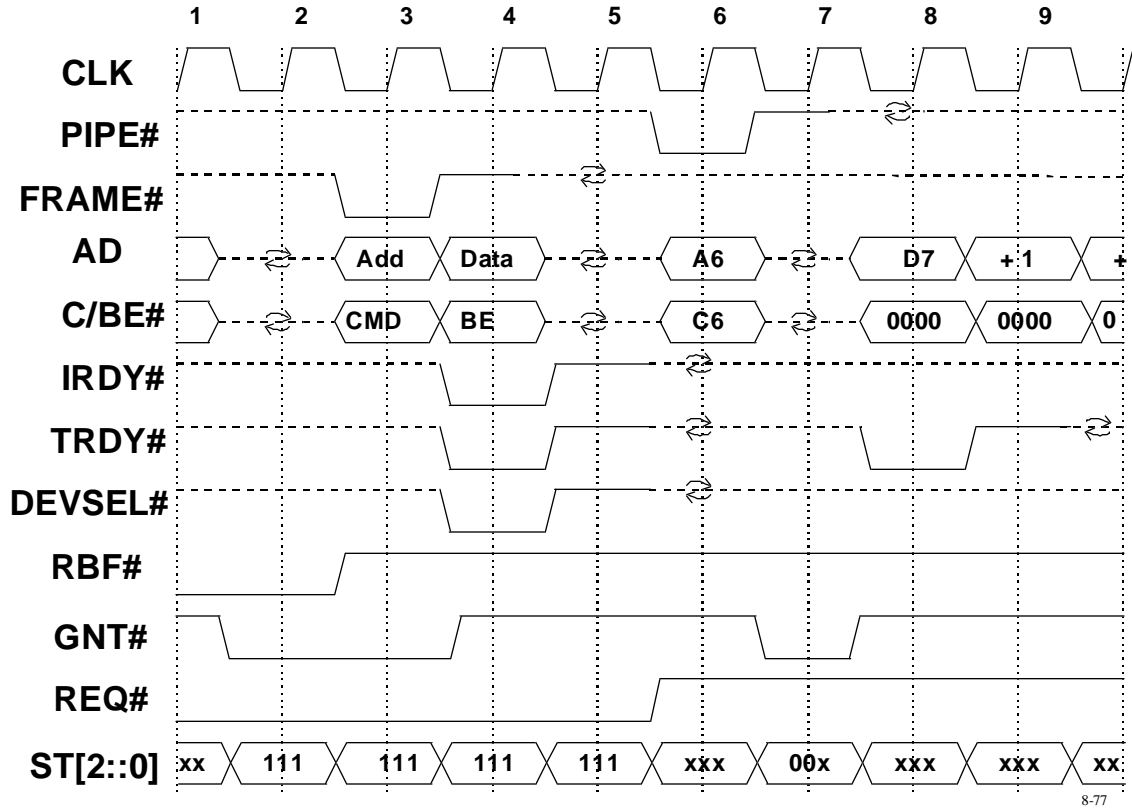 1 2 3 4 5 6 7 8 9
CLK
PIPE#
FRAME#
AD Add Data A6 D7 +1 +
C/BE# CMD BE C6 0000 0000 0
IRDY#
TRDY#
DEVSEL#
RBF#
GNT#
REQ#
ST[2::0] xx 111 111 111 111 xxx 00x xxx xxx xx
8-77